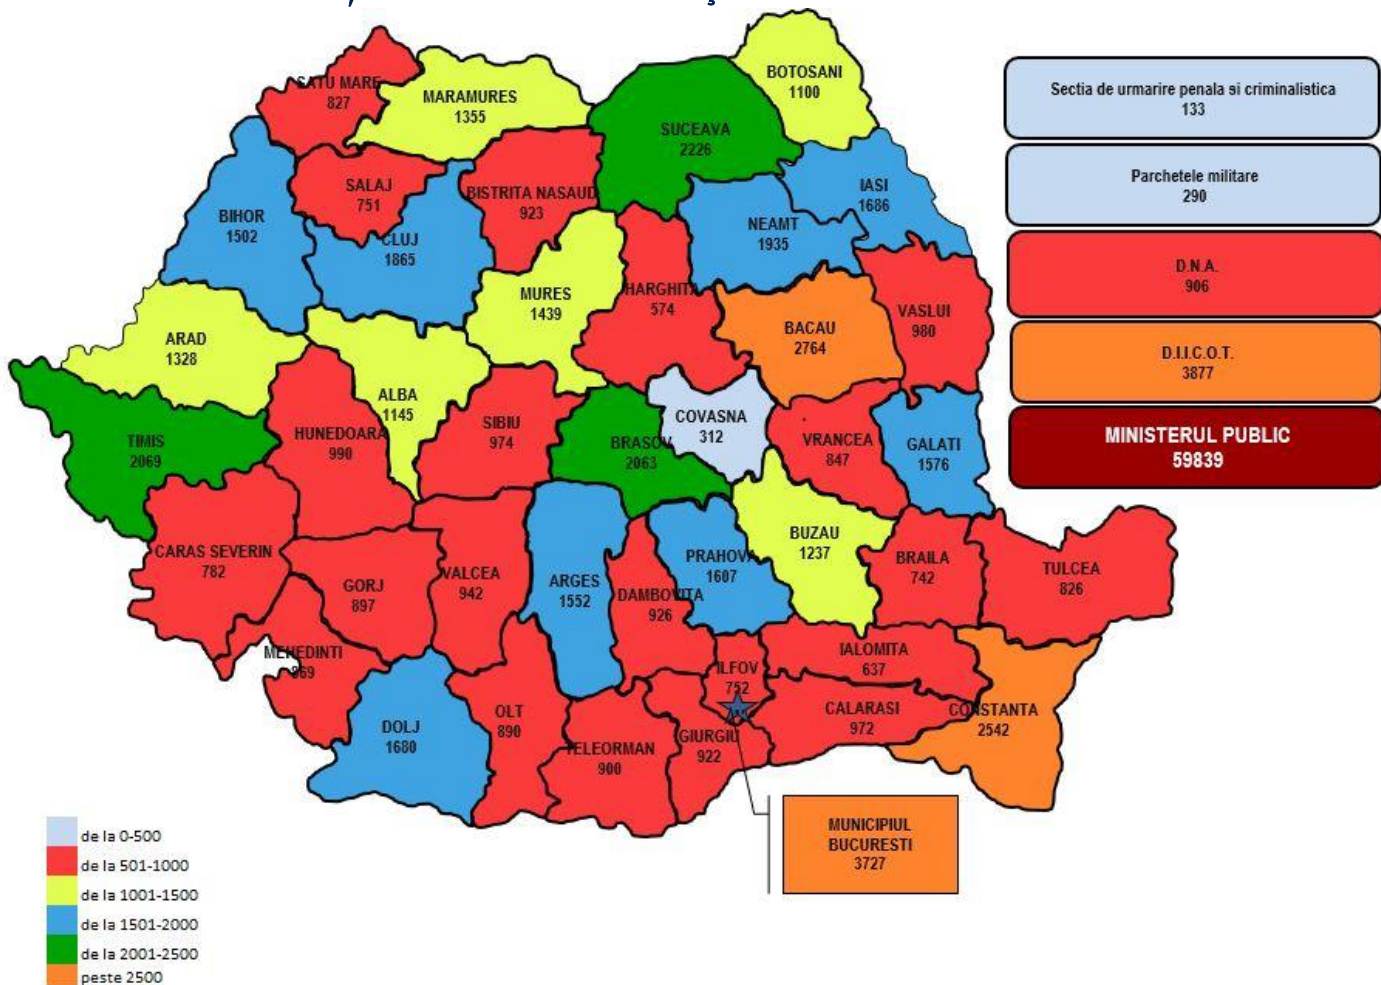 SATU MARE
827
MARAMURES
1355
BOTOSANI
1100
SUCEAVA
2226
SALAJ
751
BISTRITA NASAUD
923
IASI
1686
BIHOR
1502
CLUJ
1865
NEAMT
1935
MURES
1439
HARGHITA
574
BACAU
2764
VASLUI
980
ARAD
1328
ALBA
1145
SIBIU
974
COVASNA
312
BRASOV
2063
VRANCEA
847
GALATI
1576
TIMIS
2069
HUNEDOARA
990
CARAS SEVERIN
782
GORJ
897
VALCEA
942
ARGES
1552
DAMBOVITA
926
PRAHOVA
1607
BUZAU
1237
BRAILA
742
TULCEA
826
MEHEDINTI
869
ILFOV
752
IALOMITA
637
CALARASI
972
CONSTANTA
2542
DOLJ
1680
OLT
890
TELEORMAN
900
GIURGIU
922
MUNICIPIUL
BUCURESTI
3727
Sectia de urmarire penala si criminalistica
133
Parchetele militare
290
D.N.A.
906
D.I.I.C.O.T.
3877
MINISTERUL PUBLIC
59839
de la 0-500
de la 501-1000
de la 1001-1500
de la 1501-2000
de la 2001-2500
peste 2500